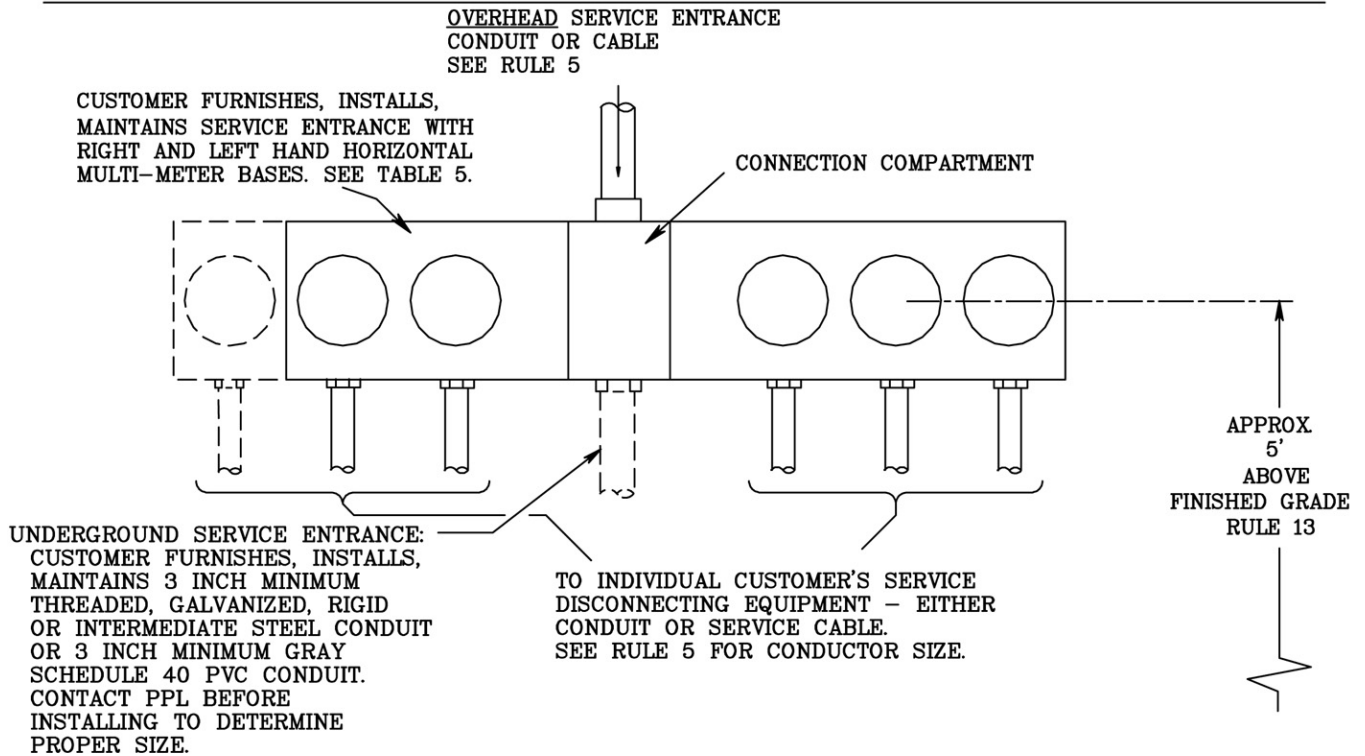 OVERHEAD SERVICE ENTRANCE
CONDUIT OR CABLE
SEE RULE 5
CUSTOMER FURNISHES, INSTALLS,
MAINTAINS SERVICE ENTRANCE WITH
RIGHT AND LEFT HAND HORIZONTAL
MULTI-METER BASES. SEE TABLE 5.
CONNECTION COMPARTMENT
APPROX.
5'
ABOVE
FINISHED GRADE
RULE 13
UNDERGROUND SERVICE ENTRANCE:
CUSTOMER FURNISHES, INSTALLS,
MAINTAINS 3 INCH MINIMUM
THREADED, GALVANIZED, RIGID
OR INTERMEDIATE STEEL CONDUIT
OR 3 INCH MINIMUM GRAY
SCHEDULE 40 PVC CONDUIT.
CONTACT PPL BEFORE
INSTALLING TO DETERMINE
PROPER SIZE.
TO INDIVIDUAL CUSTOMER'S SERVICE
DISCONNECTING EQUIPMENT – EITHER
CONDUIT OR SERVICE CABLE.
SEE RULE 5 FOR CONDUCTOR SIZE.